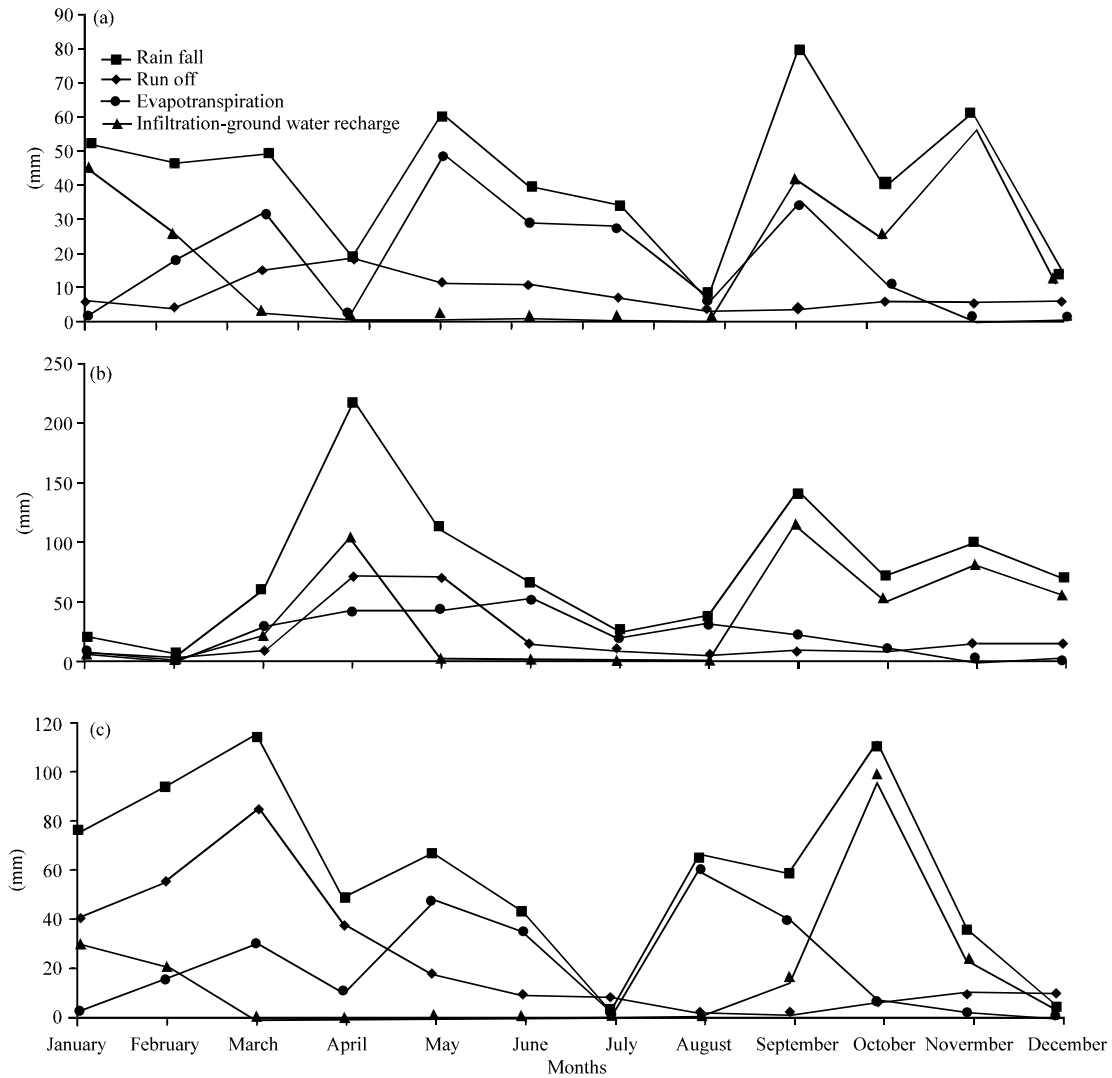 (a)
Rain fall
Run off
Evapotranspiration
Infiltration-ground water recharge
90
80
70
60
50
40
30
20
10
0
(mm)
(b)
250
200
150
100
50
0
(mm)
(c)
120
100
80
60
40
20
0
(mm)
January February March April May June July August September October Novermber December
Months